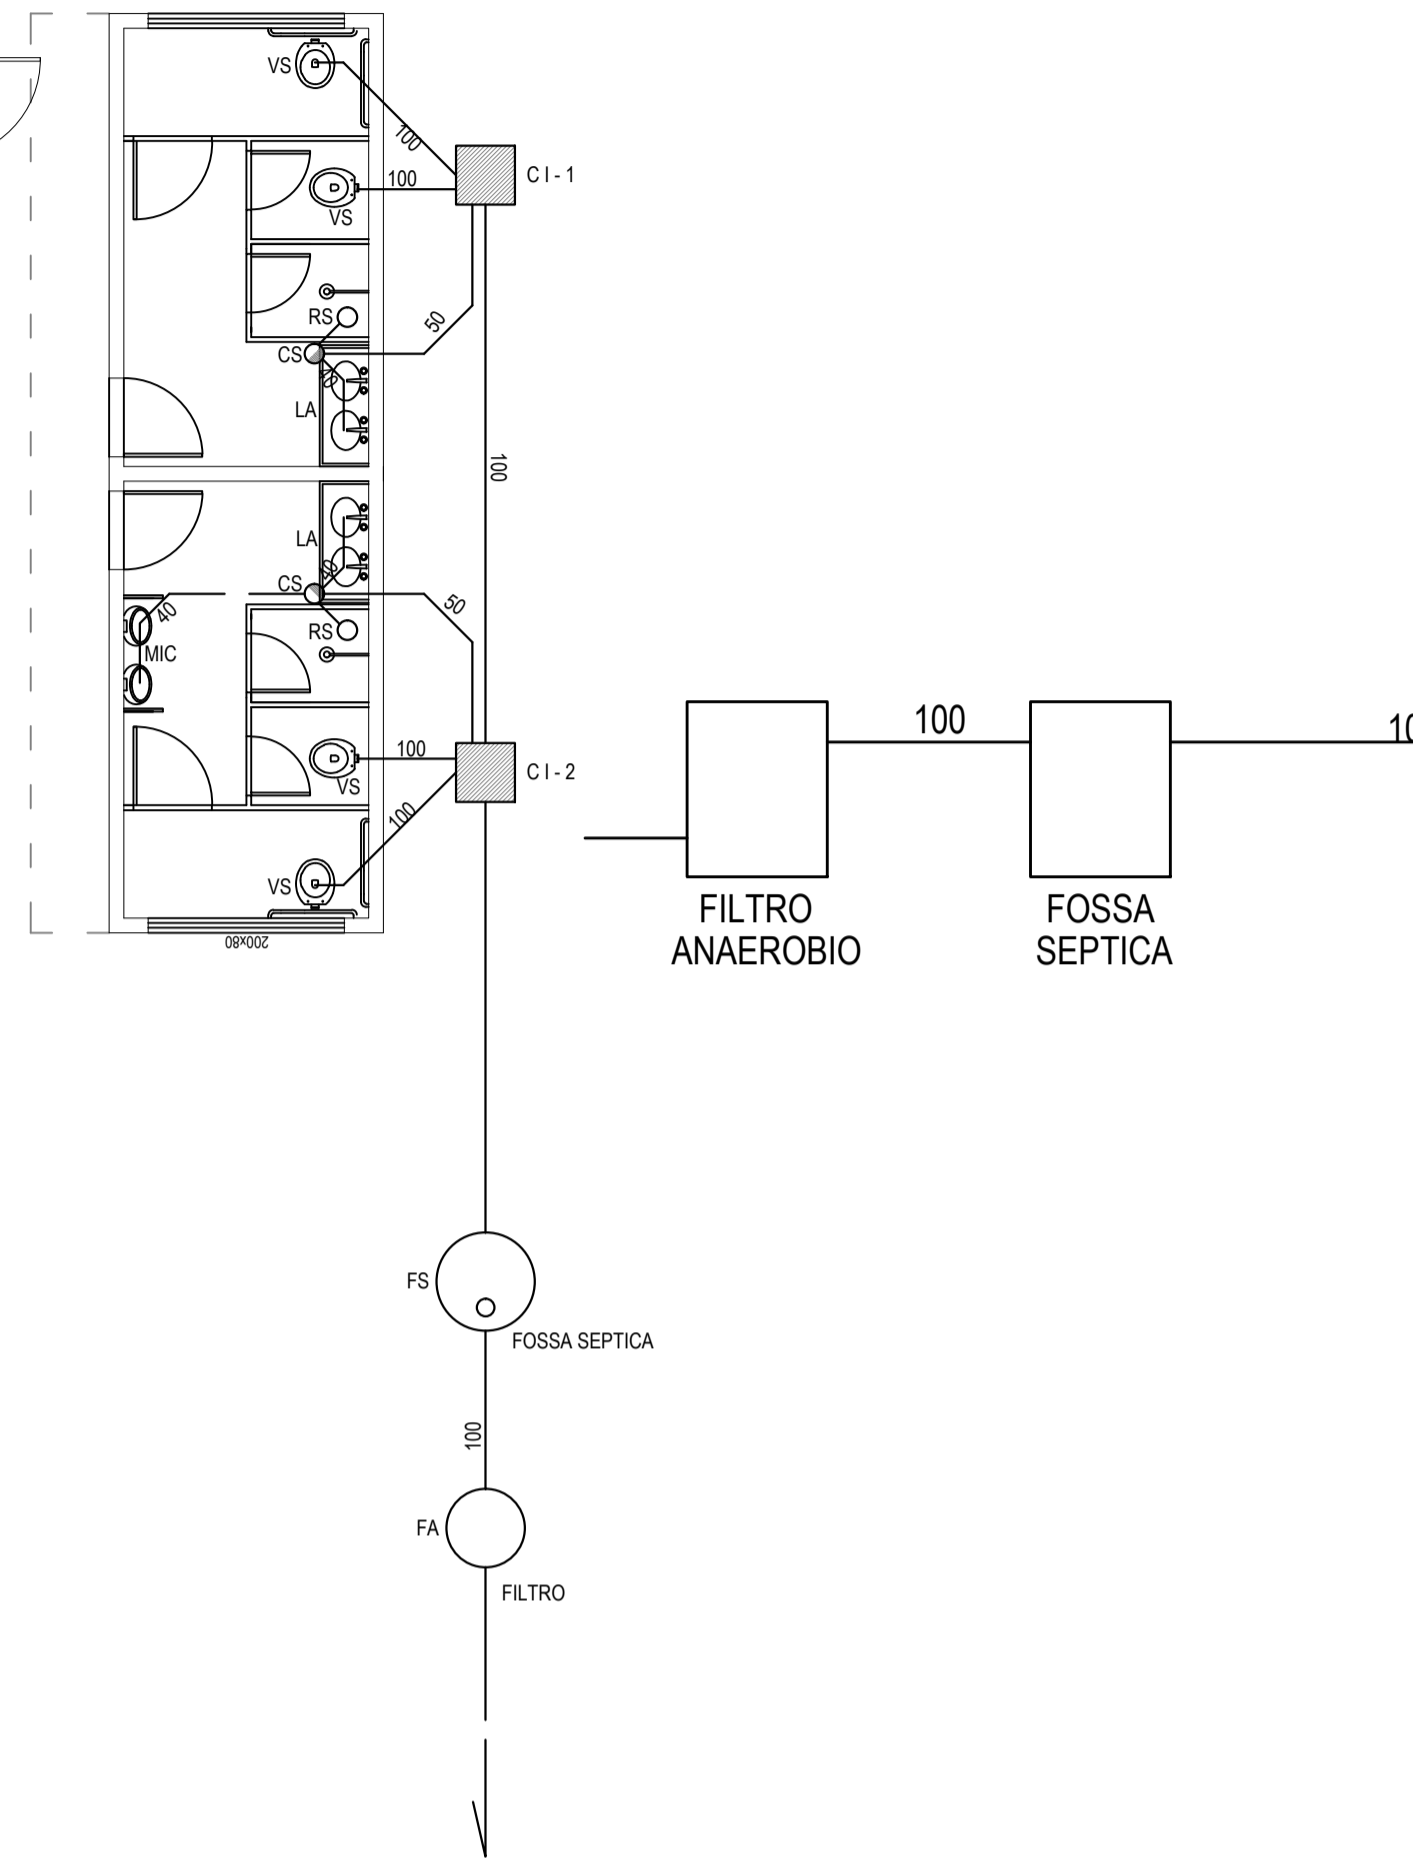 VS
100
100
C I - 1
VS
RS
50
CS
40
LA
100
LA
40
CS
50
40
RS
MIC
100
100
C I - 2
VS
100
VS
200x80
FILTRO
ANAEROBIO
FOSSA
SEPTICA
FS
FOSSA SEPTICA
100
FA
FILTRO